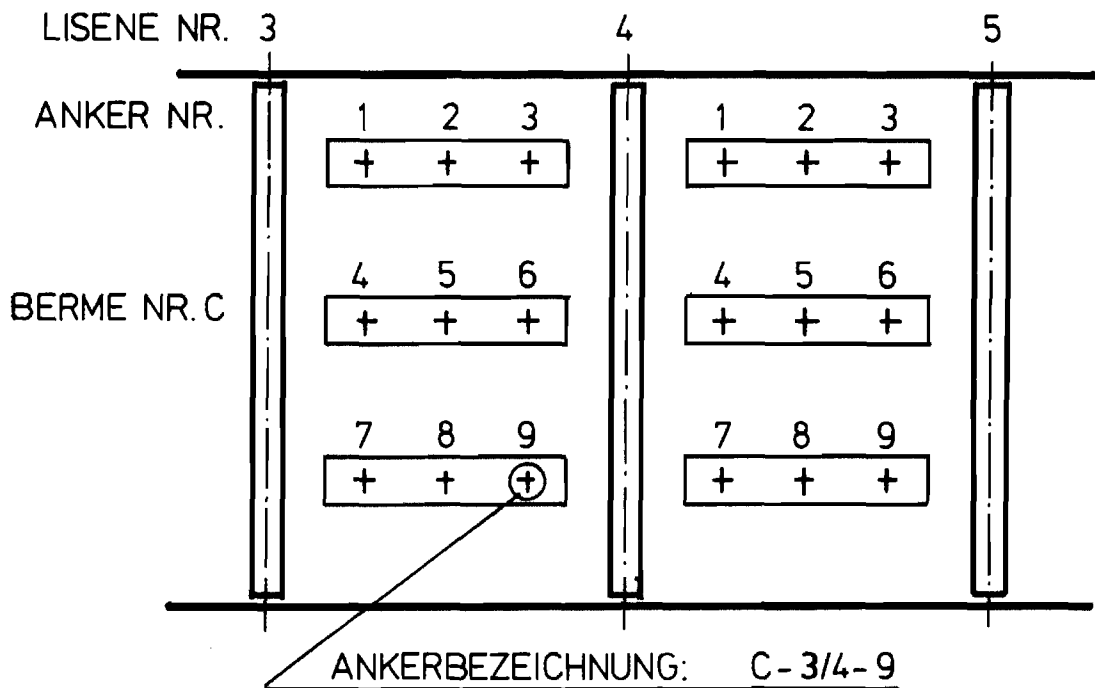 LISENE NR. 3 4 5
ANKER NR. 1 2 3 1 2 3
4 5 6 4 5 6
BERME NR. C
7 8 9 7 8 9
ANKERBEZEICHNUNG: C-3/4-9